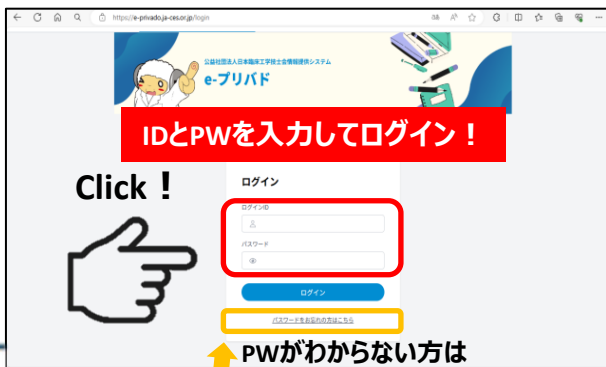 https://e-privado.ja-ces.or.jp/login
公益社団法人日本臨床工学技士会情報提供システム
e-プリバド
IDとPWを入力してログイン！
Click！
ログイン
ログインID
パスワード
ログイン
パスワードをお忘れの方はこちら
PWがわからない方は